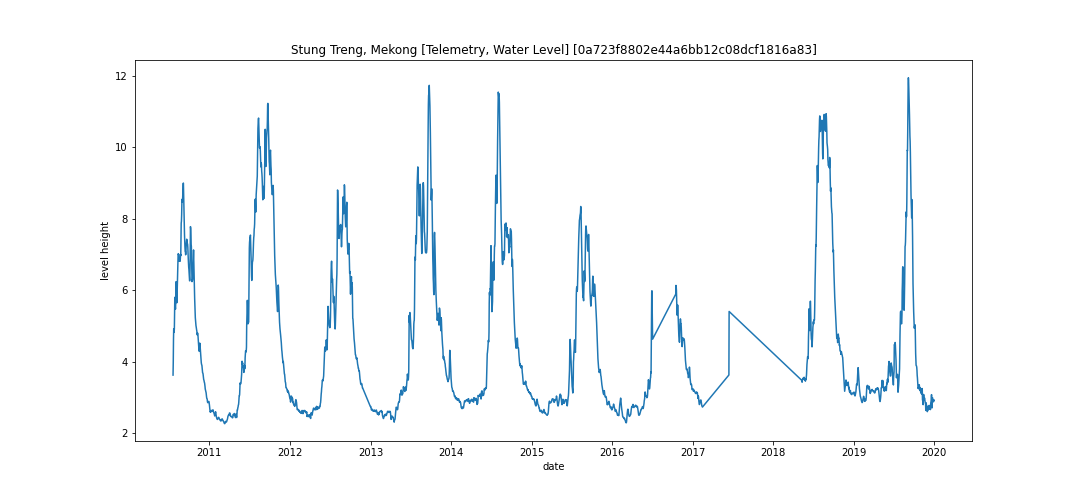 Stung Treng, Mekong [Telemetry, Water Level] [0a723f8802e44a6bb12c08dcf1816a83]
12
10
8
6
4
2
level height
2011 2012 2013 2014 2015 2016 2017 2018 2019 2020
date